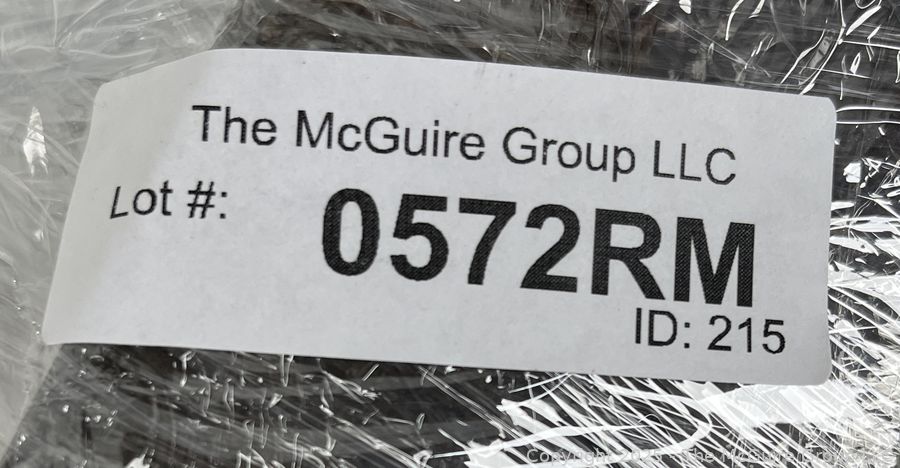 The McGuire Group LLC
Lot #: 0572RM
ID: 215